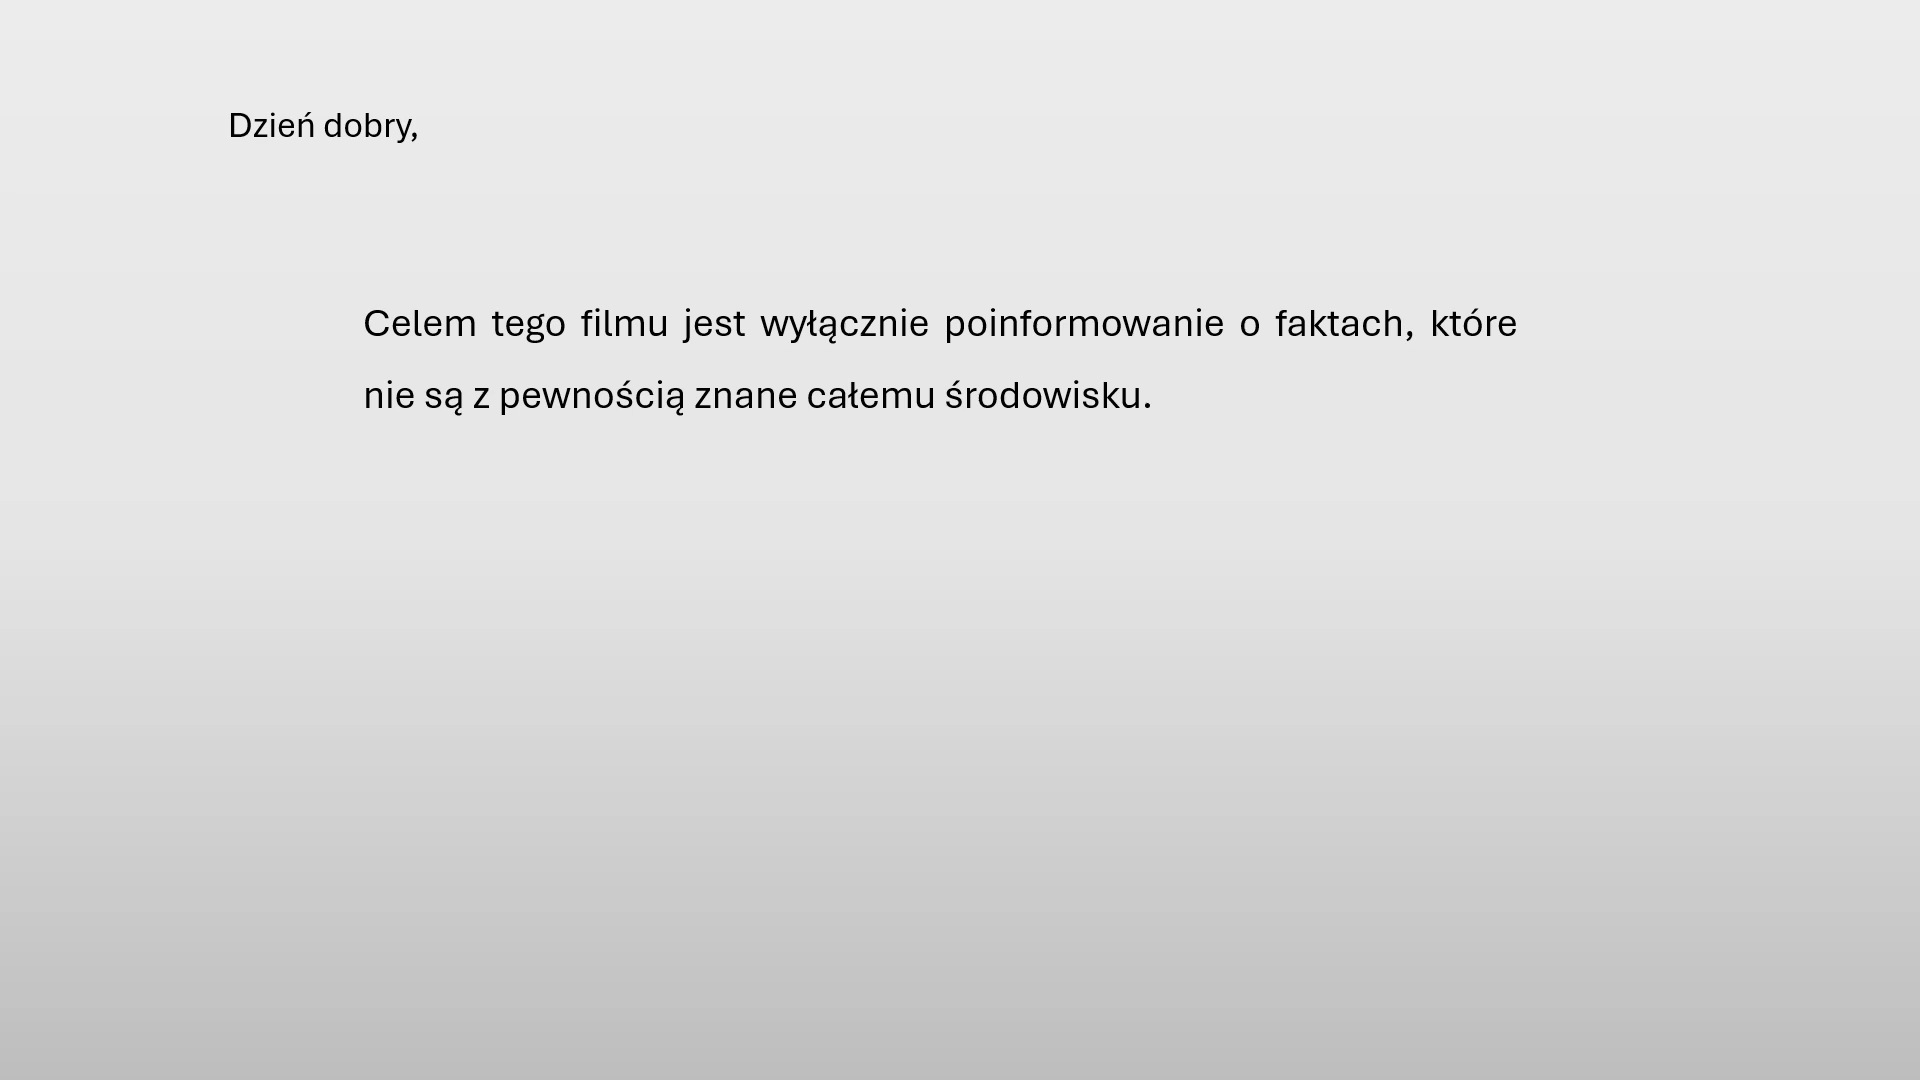 Dzień dobry,
Celem tego filmu jest wyłącznie poinformowanie o faktach, które
nie są z pewnością znane całemu środowisku.